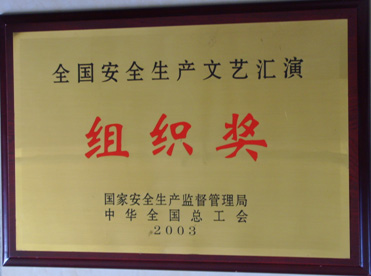 全国安全生产文艺汇演
组织奖
国家安全生产监督管理局
中华全国总工会
2003